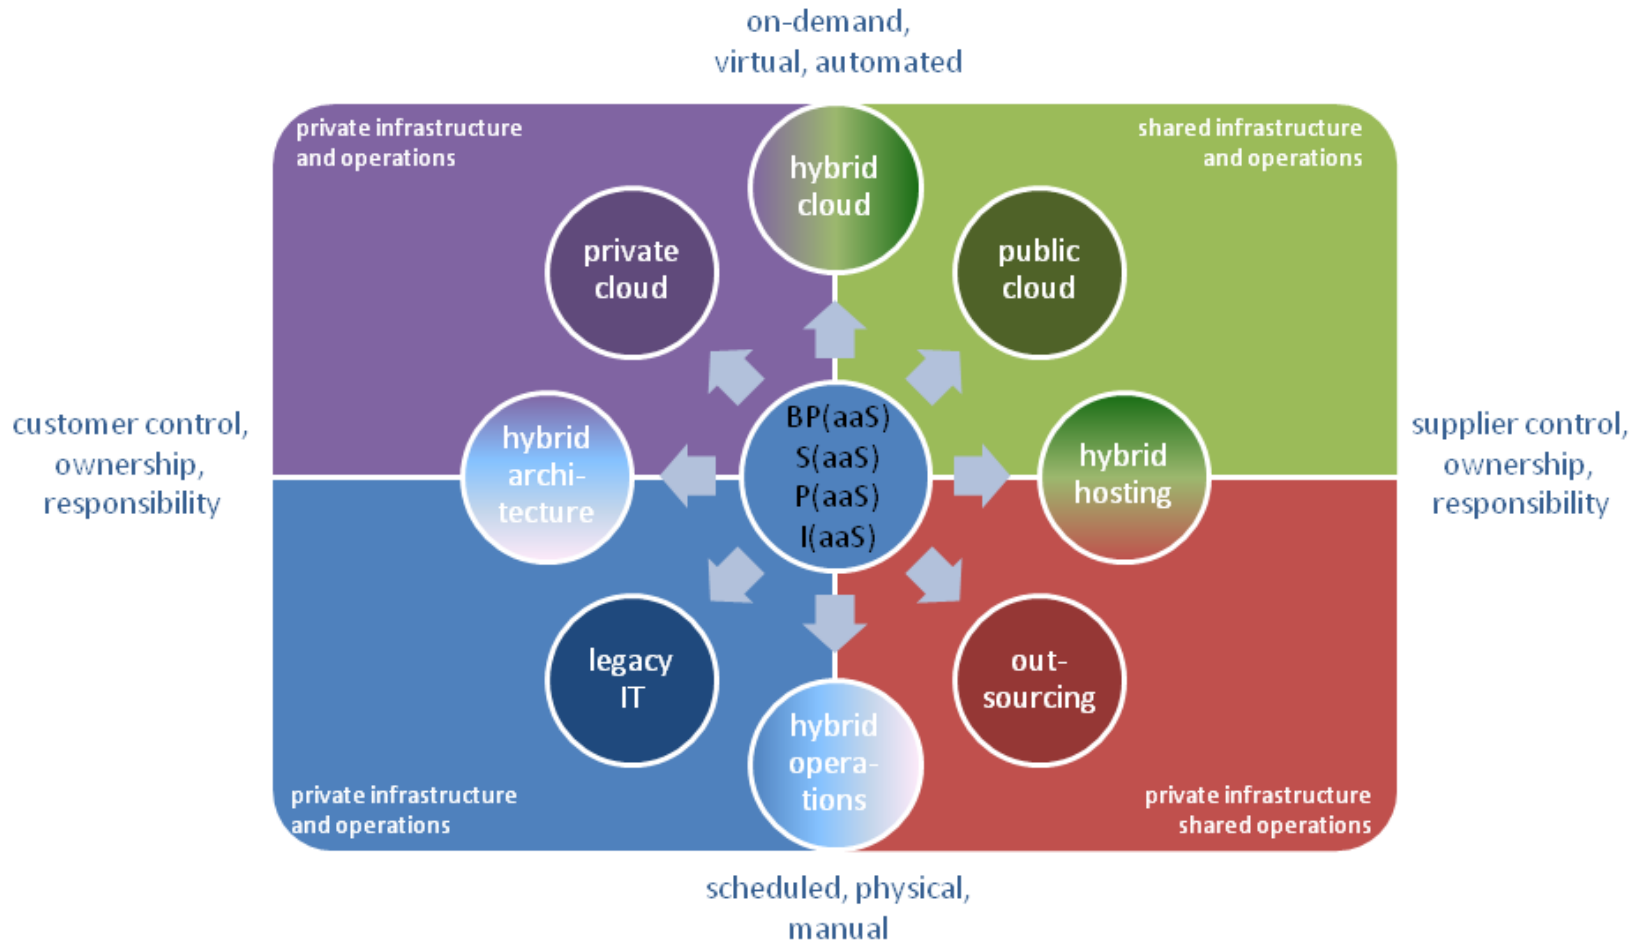 on-demand,
virtual, automated
private infrastructure
and operations
shared infrastructure
and operations
hybrid
cloud
private
cloud
public
cloud
customer control,
ownership,
responsibility
hybrid
archi-
tecture
BP(aaS)
S(aaS)
P(aaS)
I(aaS)
hybrid
hosting
supplier control,
ownership,
responsibility
legacy
IT
out-
sourcing
hybrid
opera-
tions
private infrastructure
and operations
private infrastructure
shared operations
scheduled, physical,
manual